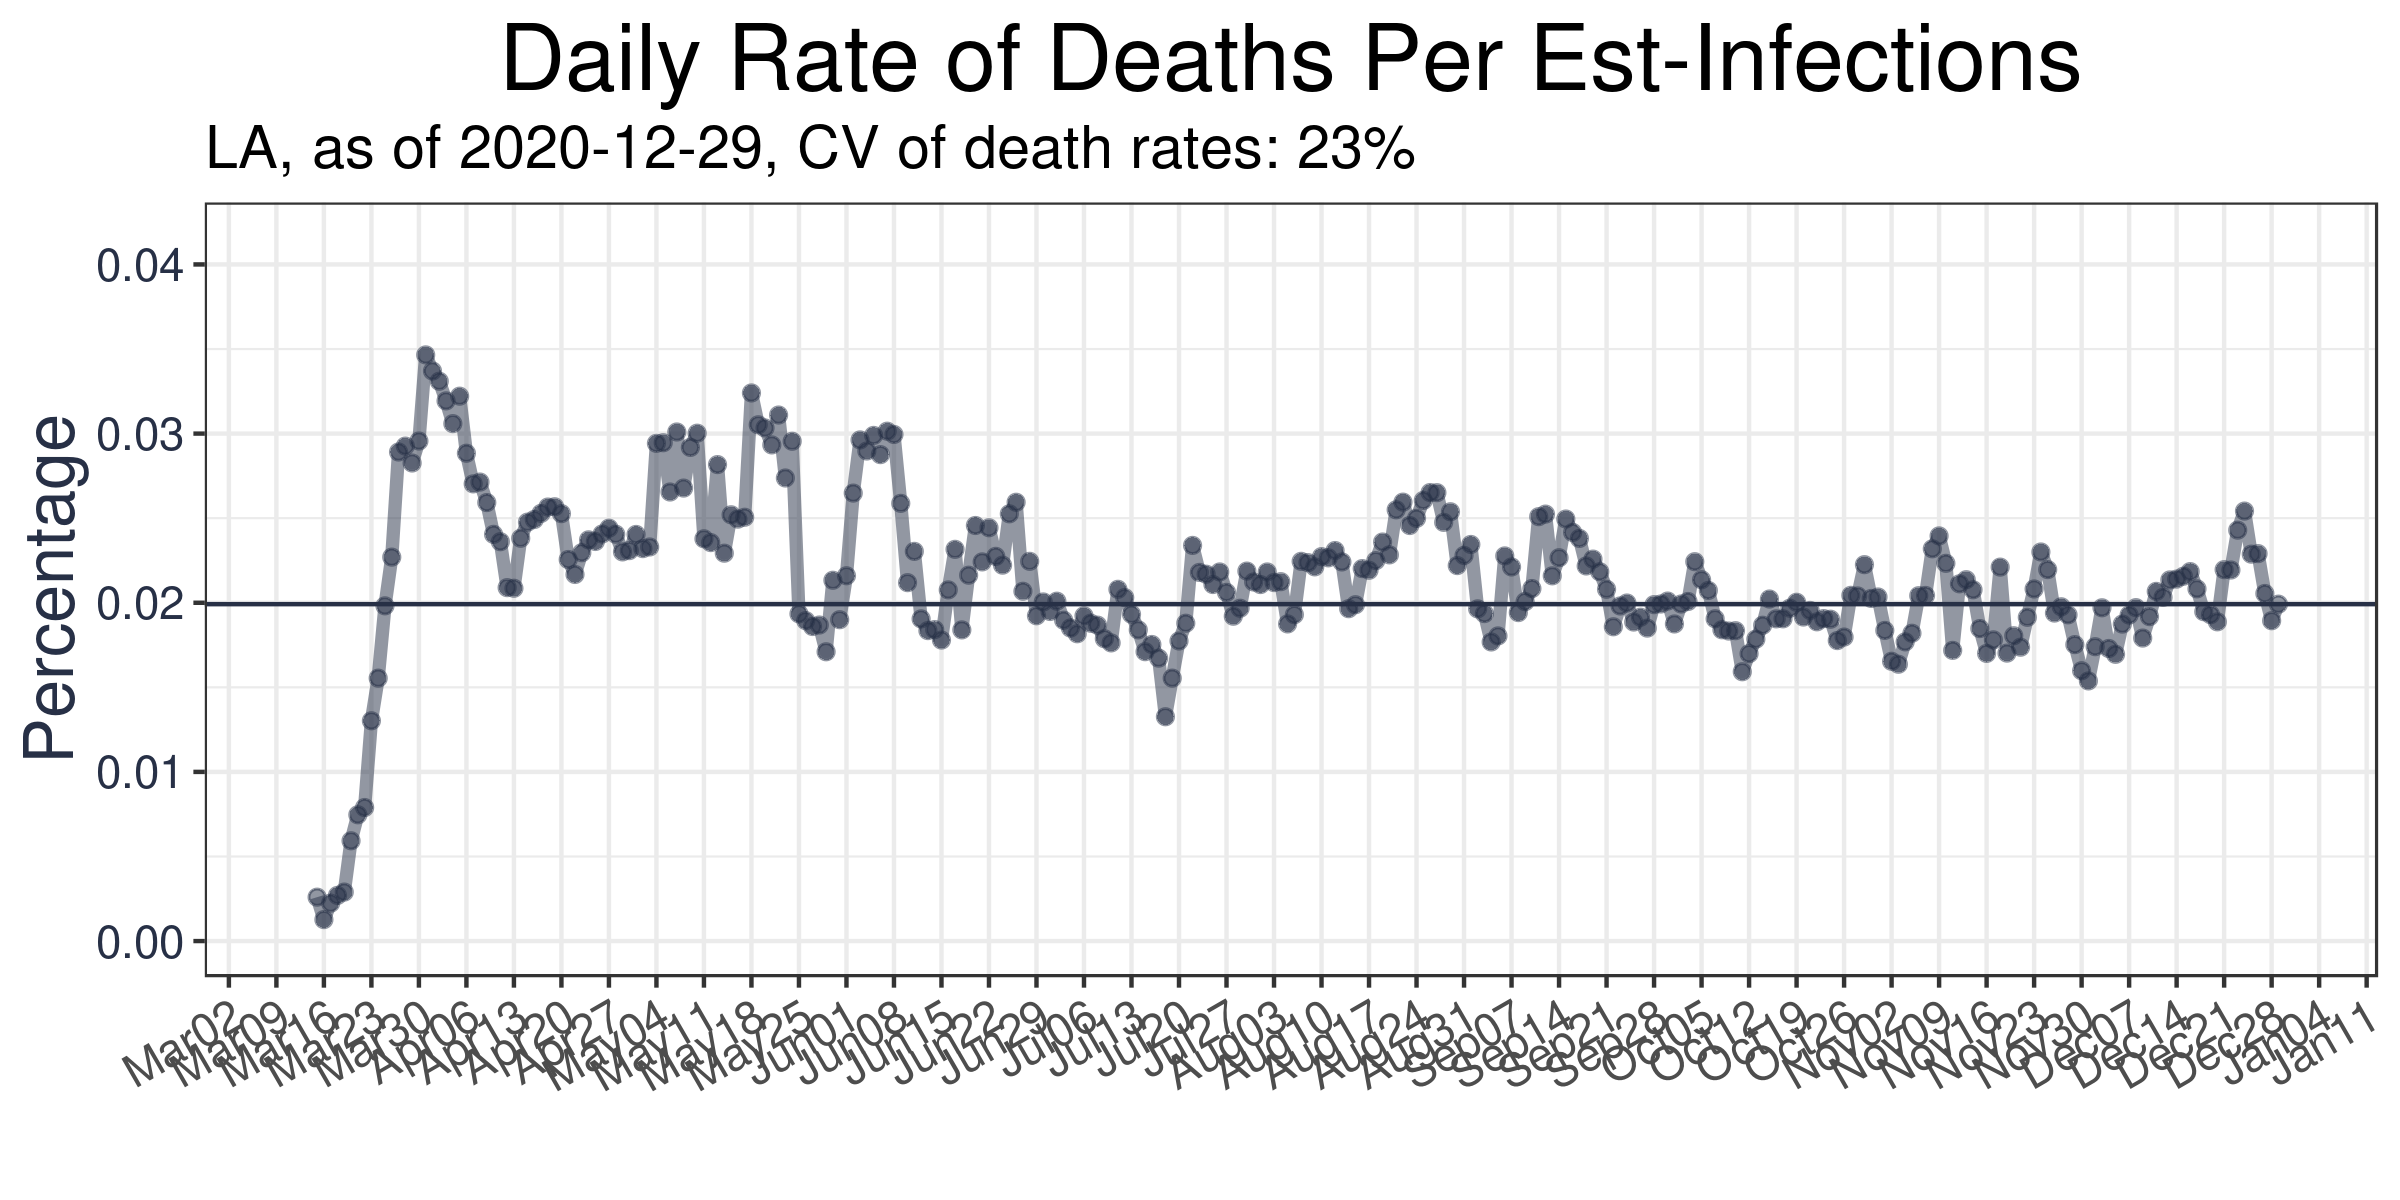 Daily Rate of Deaths Per Est-Infections
LA, as of 2020-12-29, CV of death rates: 23%
Percentage
0.04
0.03
0.02
0.01
0.00
Mar02
Mar09
Mar16
Mar23
Mar30
Apr06
Apr13
Apr20
Apr27
May04
May11
May18
May25
Jun01
Jun08
Jun15
Jun22
Jun29
Jul06
Jul13
Jul20
Jul27
Aug03
Aug10
Aug17
Aug24
Aug31
Sep07
Sep14
Sep21
Sep28
Oct05
Oct12
Oct19
Oct26
Nov02
Nov09
Nov16
Nov23
Nov30
Dec07
Dec14
Dec21
Dec28
Jan04
Jan11